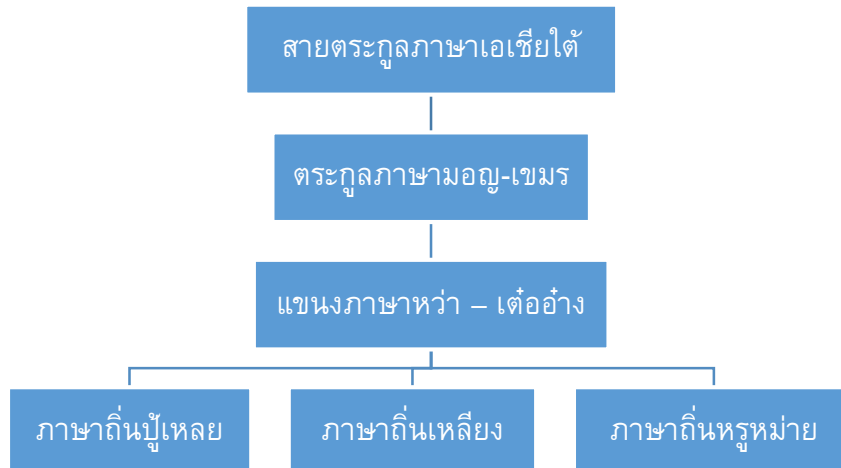 สายตระกูลภาษาเอเชียใต้
ตระกูลภาษามอญ-เขมร
แขนงภาษาหว่า – เต๋ออ๋าง
ภาษาถิ่นปู้เหลย
ภาษาถิ่นเหลียง
ภาษาถิ่นหรูหม่าย